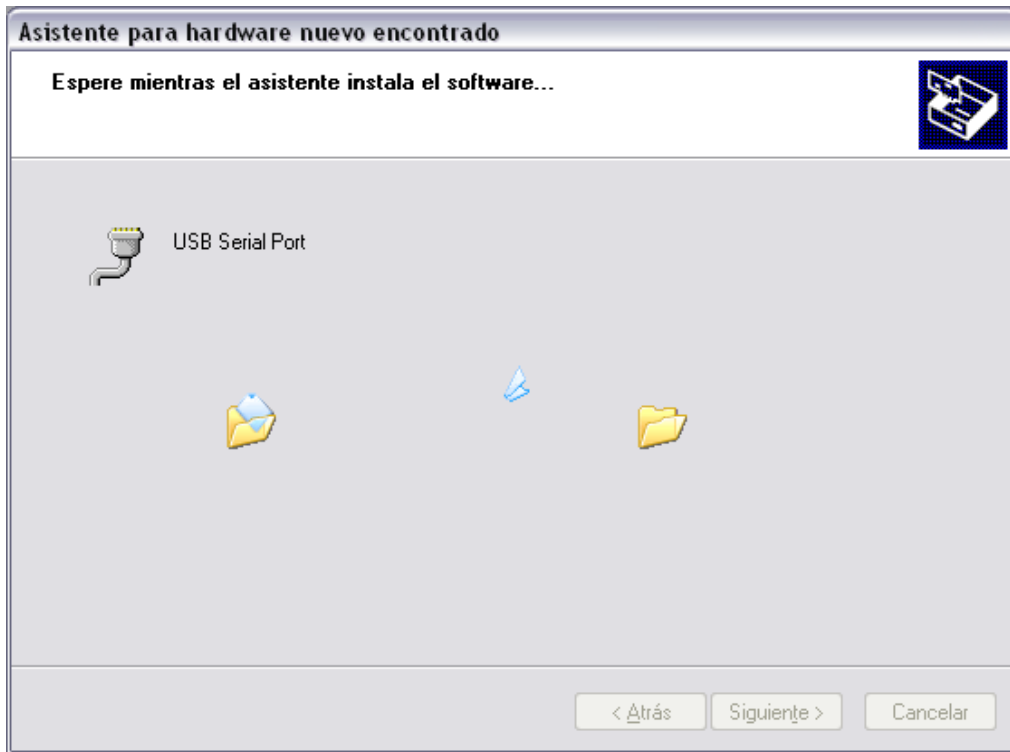 Asistente para hardware nuevo encontrado
Espere mientras el asistente instala el software...
USB Serial Port
< Atrás
Siguiente >
Cancelar